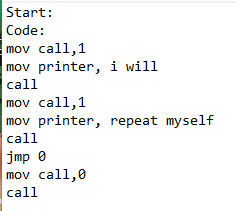 Start:
Code:
mov call,1
mov printer, i will
call
mov call,1
mov printer, repeat myself
call
jmp 0
mov call,0
call